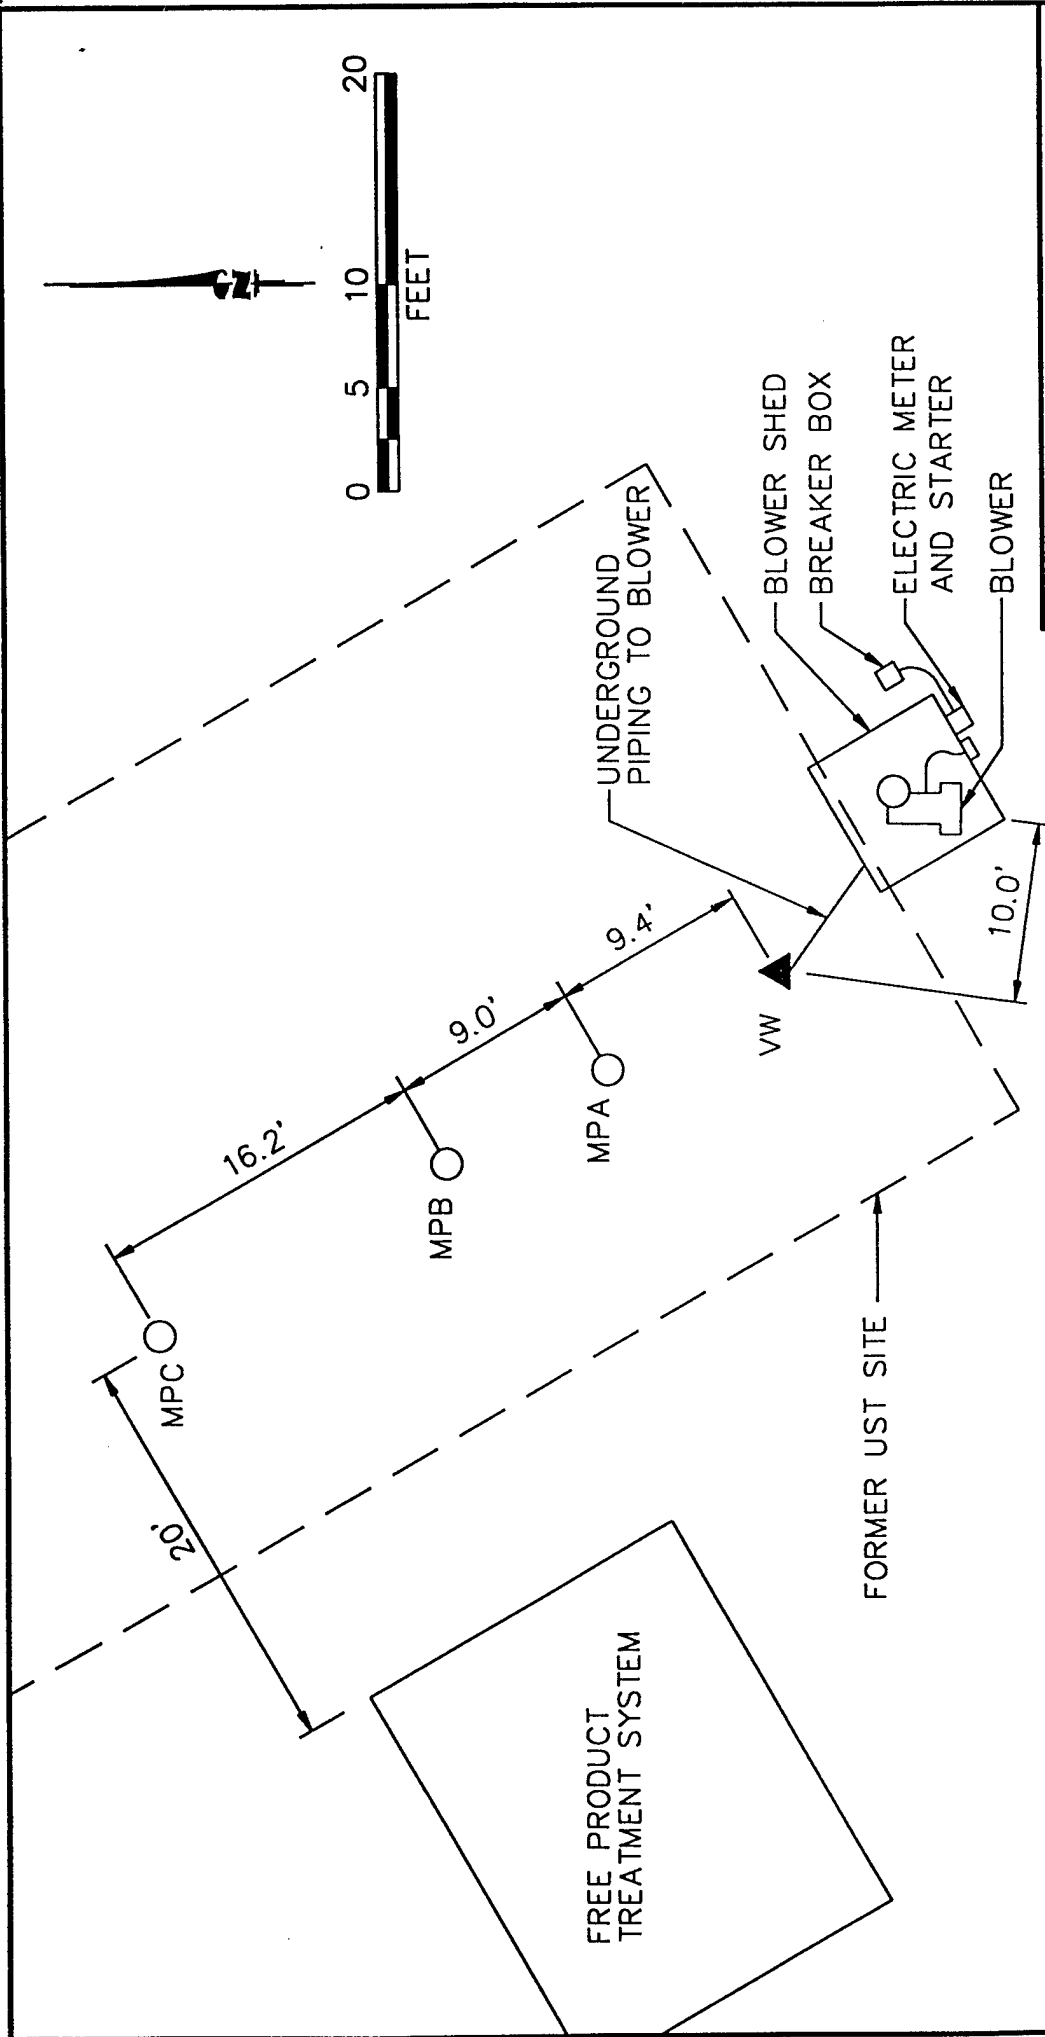 FREE PRODUCT
TREATMENT SYSTEM
20'
MPC
16.2'
MPB
9.0'
MPA
9.4'
VW
UNDERGROUND
PIPING TO BLOWER
10.0'
FORMER UST SITE
BLOWER SHED
BREAKER BOX
ELECTRIC METER
AND STARTER
BLOWER
0 5 10 20
FEET
N